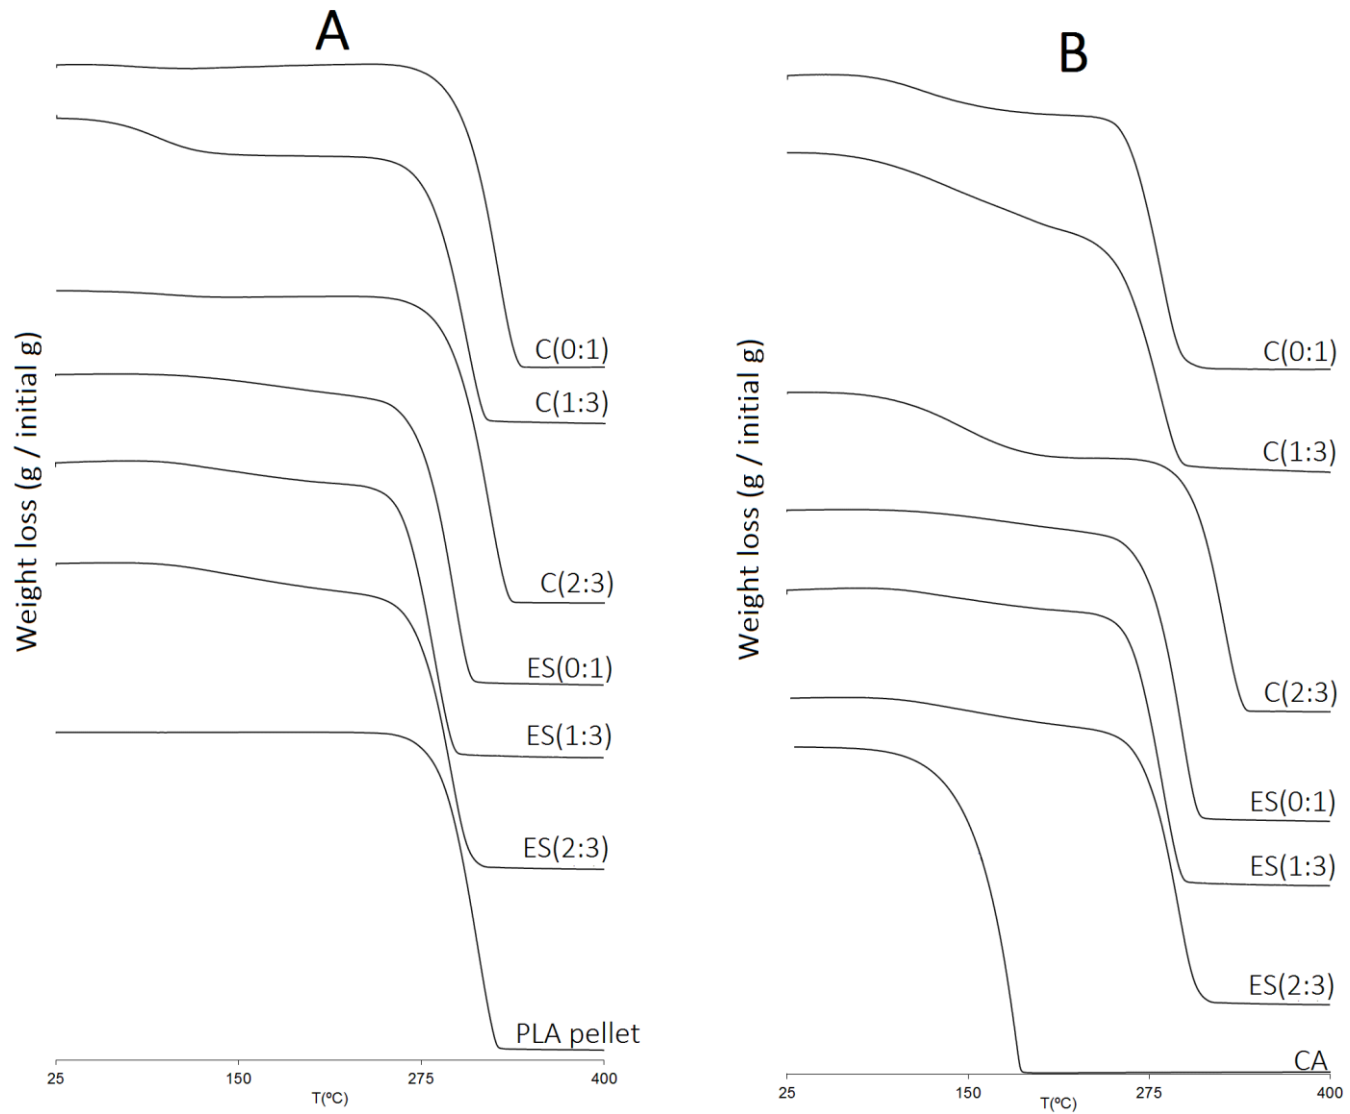 A
Weight loss (g / initial g)
C(0:1)
C(1:3)
C(2:3)
ES(0:1)
ES(1:3)
ES(2:3)
PLA pellet
25
150
275
400
T(ºC)
B
Weight loss (g / initial g)
C(0:1)
C(1:3)
C(2:3)
ES(0:1)
ES(1:3)
ES(2:3)
CA
25
150
275
400
T(ºC)